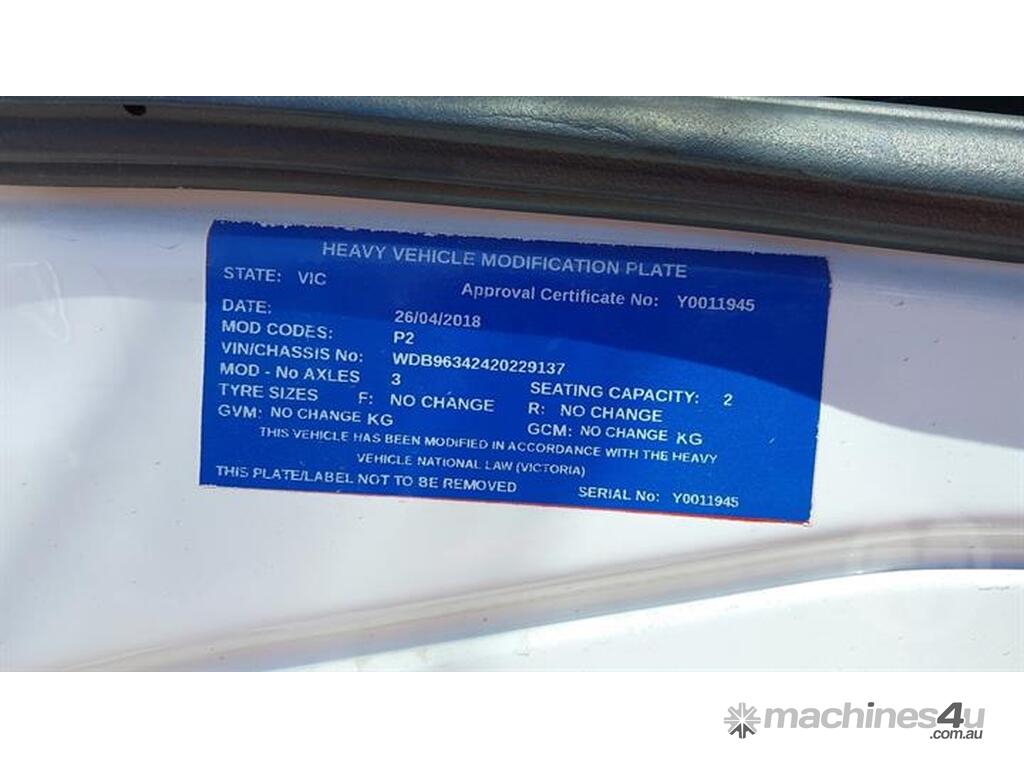 HEAVY VEHICLE MODIFICATION PLATE
STATE: VIC Approval Certificate No: Y0011945
DATE: 26/04/2018
MOD CODES: P2
VIN/CHASSIS No: WDB96342420229137
MOD - No AXLES 3 SEATING CAPACITY: 2
TYRE SIZES F: NO CHANGE R: NO CHANGE
GVM: NO CHANGE KG GCM: NO CHANGE KG
THIS VEHICLE HAS BEEN MODIFIED IN ACCORDANCE WITH THE HEAVY
VEHICLE NATIONAL LAW (VICTORIA)
THIS PLATE/LABEL NOT TO BE REMOVED SERIAL No: Y0011945
machines4u
.com.au